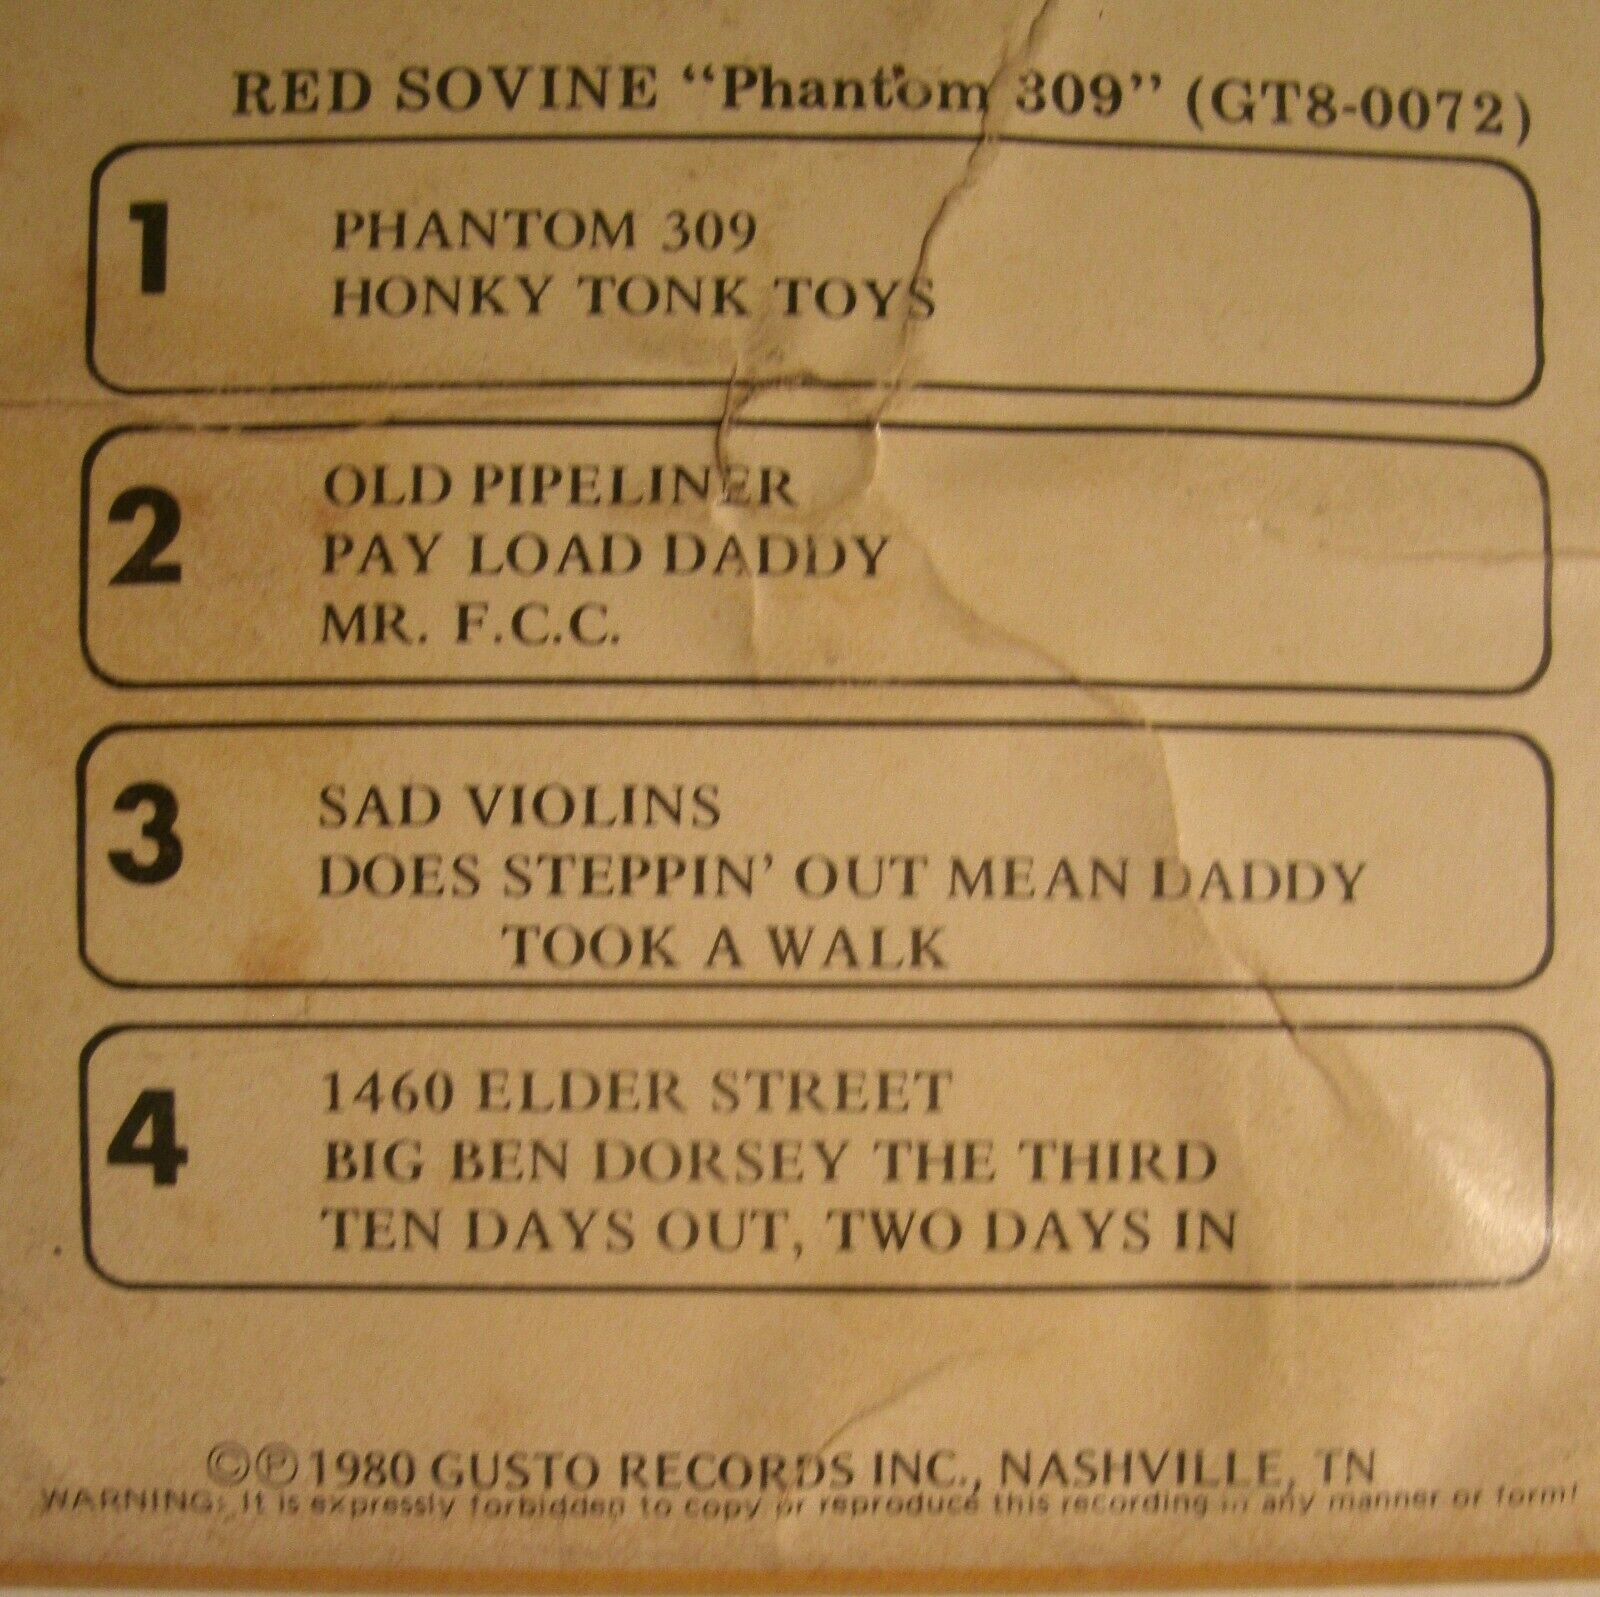 RED SOVINE "Phantom 309" (GT8-0072)
1
PHANTOM 309
HONKY TONK TOYS
2
OLD PIPELINER
PAY LOAD DADDY
MR. F.C.C.
3
SAD VIOLINS
DOES STEPPIN' OUT MEAN DADDY
TOOK A WALK
4
1460 ELDER STREET
BIG BEN DORSEY THE THIRD
TEN DAYS OUT, TWO DAYS IN
©℗1980 GUSTO RECORDS INC., NASHVILLE, TN
WARNING: It is expressly forbidden to copy or reproduce this recording in any manner or form!